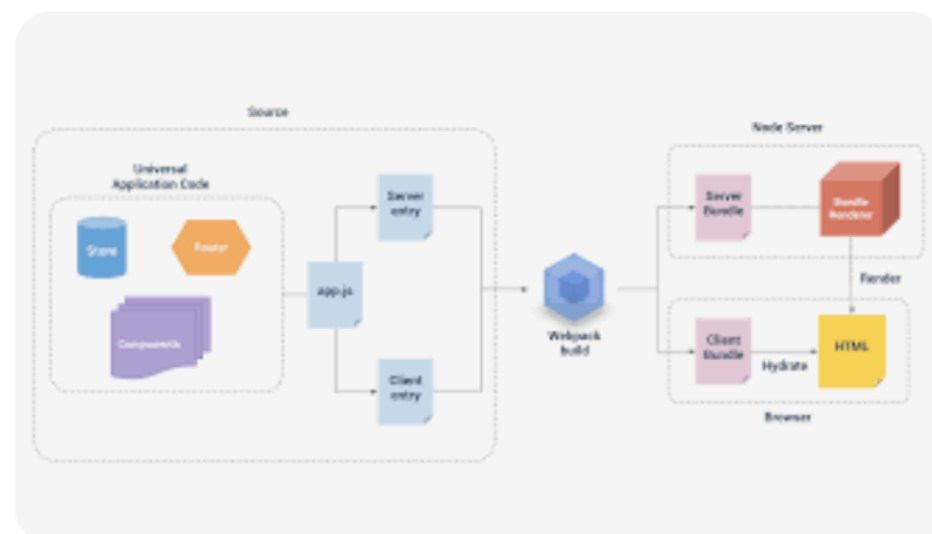 Source
Node Server
Universal
Application Code
Store
Router
Components
app.js
Server
entry
Client
entry
Webpack
build
Server
Bundle
Bundle
Renderer
Render
Client
Bundle
Hydrate
HTML
Browser